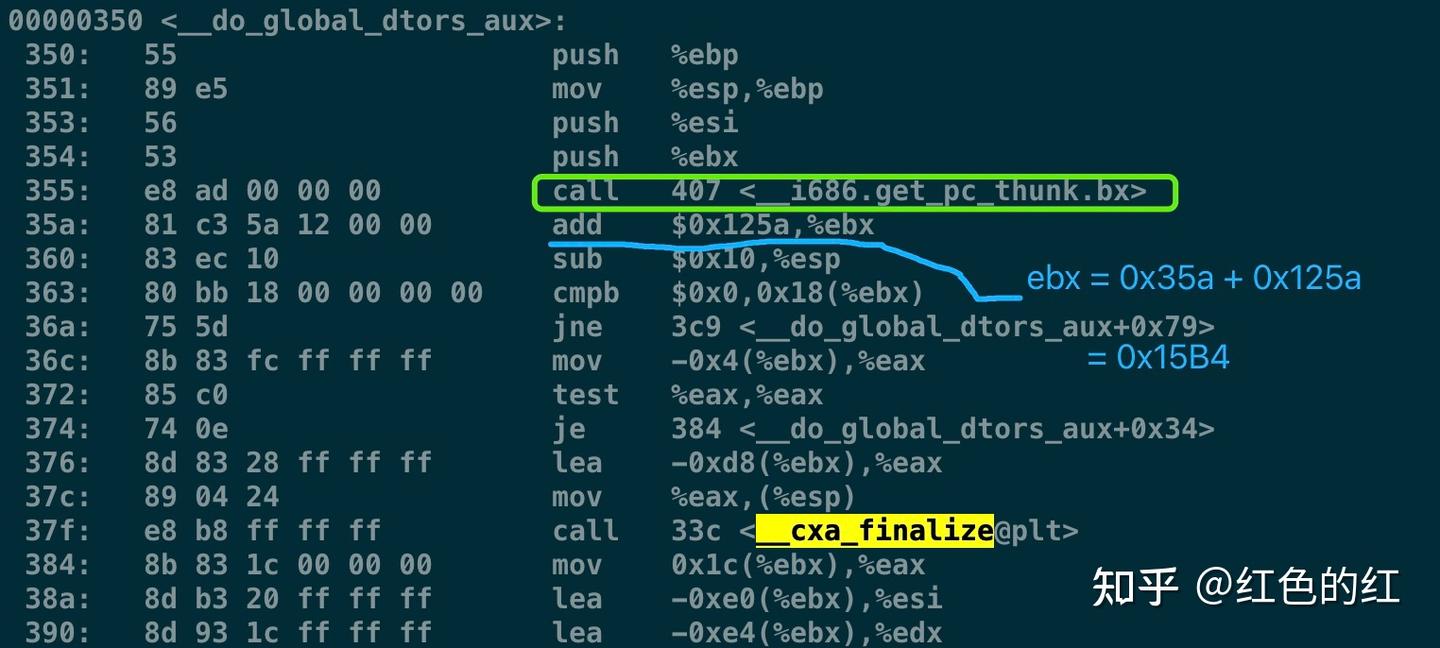 00000350 <__do_global_dtors_aux>:
350: 55 push %ebp
351: 89 e5 mov %esp,%ebp
353: 56 push %esi
354: 53 push %ebx
355: e8 ad 00 00 00 call 407 <__i686.get_pc_thunk.bx>
35a: 81 c3 5a 12 00 00 add $0x125a,%ebx
360: 83 ec 10 sub $0x10,%esp
ebx = 0x35a + 0x125a
363: 80 bb 18 00 00 00 00 cmpb $0x0,0x18(%ebx)
36a: 75 5d jne 3c9 <__do_global_dtors_aux+0x79>
36c: 8b 83 fc ff ff ff mov -0x4(%ebx),%eax
= 0x15B4
372: 85 c0 test %eax,%eax
374: 74 0e je 384 <__do_global_dtors_aux+0x34>
376: 8d 83 28 ff ff ff lea -0xd8(%ebx),%eax
37c: 89 04 24 mov %eax,(%esp)
37f: e8 b8 ff ff ff call 33c <__cxa_finalize@plt>
384: 8b 83 1c 00 00 00 mov 0x1c(%ebx),%eax
38a: 8d b3 20 ff ff ff lea -0xe0(%ebx),%esi
390: 8d 93 1c ff ff ff lea -0xe4(%ebx),%edx
知乎 @红色的红